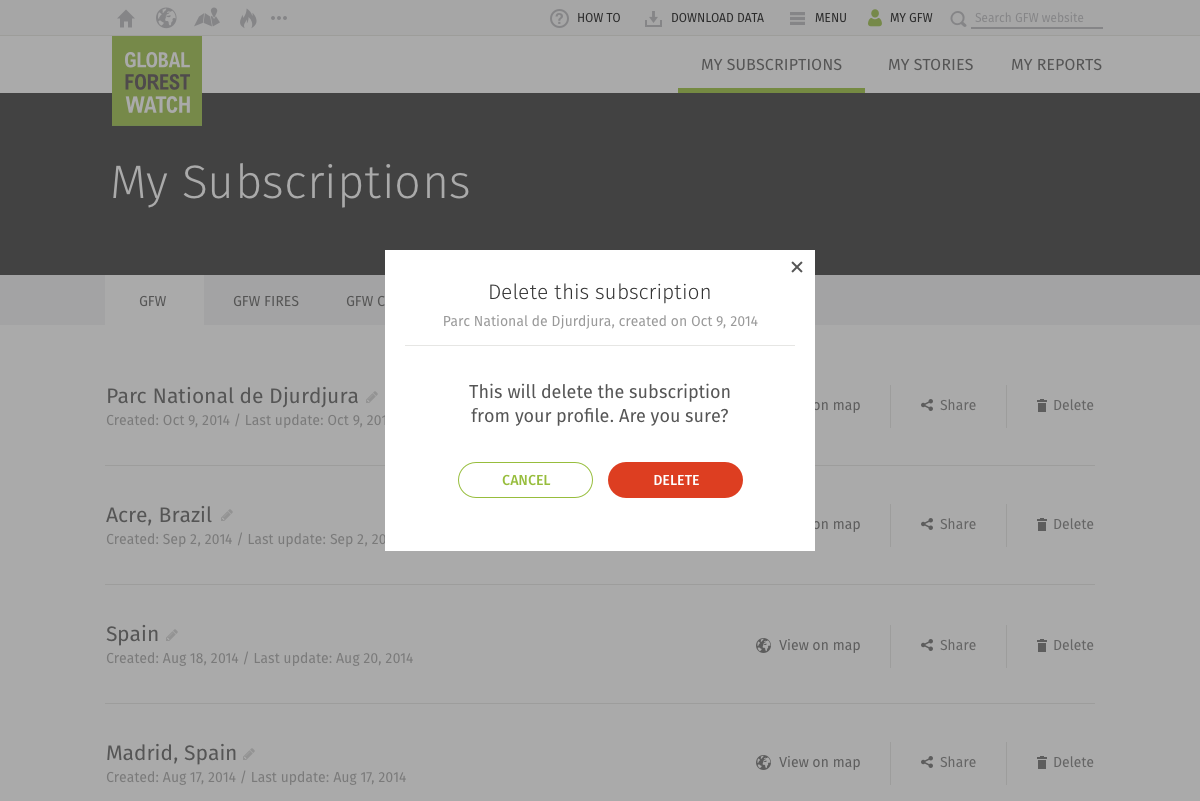 HOW TO DOWNLOAD DATA MENU MY GFW Search GFW website
GLOBAL
FOREST
WATCH
MY SUBSCRIPTIONS MY STORIES MY REPORTS
My Subscriptions
GFW GFW FIRES GFW C
Delete this subscription
Parc National de Djurdjura, created on Oct 9, 2014
This will delete the subscription
from your profile. Are you sure?
CANCEL DELETE
Parc National de Djurdjura
Created: Oct 9, 2014 / Last update: Oct 9, 201
on map Share Delete
Acre, Brazil
Created: Sep 2, 2014 / Last update: Sep 2, 20
on map Share Delete
Spain
Created: Aug 18, 2014 / Last update: Aug 20, 2014
View on map Share Delete
Madrid, Spain
Created: Aug 17, 2014 / Last update: Aug 17, 2014
View on map Share Delete